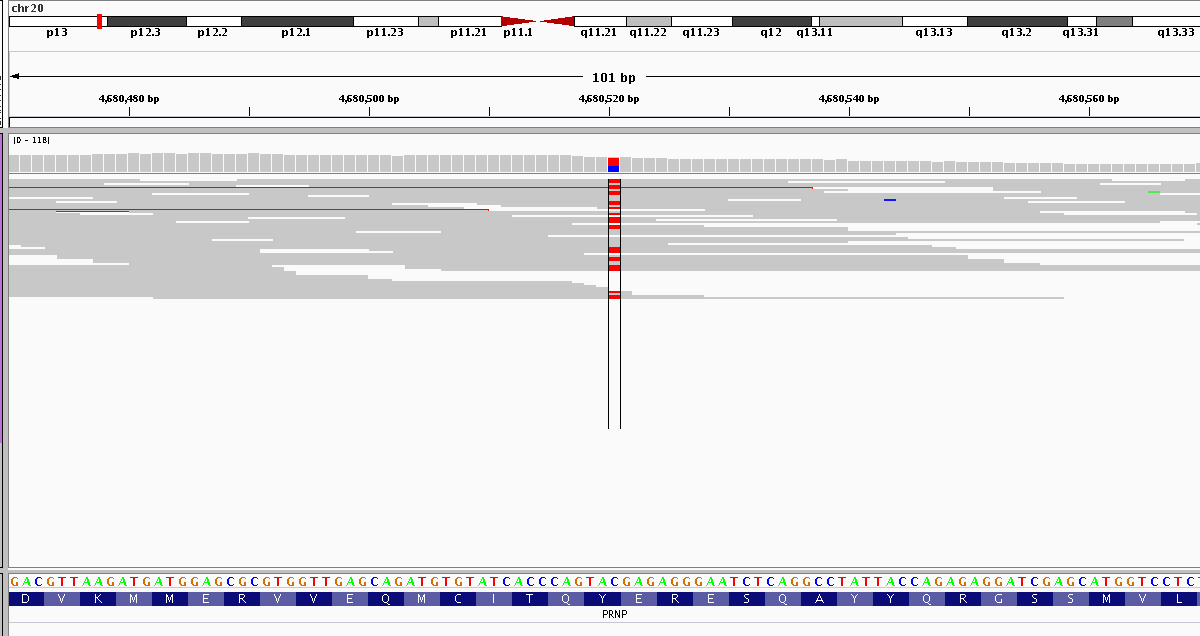 chr20
p13 p12.3 p12.2 p12.1 p11.23 p11.21 p11.1 q11.21 q11.22 q11.23 q12 q13.11 q13.13 q13.2 q13.31 q13.33
101 bp
4,680,480 bp 4,680,500 bp 4,680,520 bp 4,680,540 bp 4,680,560 bp
[0 - 118]
GACGTTAAGATGATGGAGCGCGTGGTTGAGCAGATGTGTATCACCCAGTACGAGAGGGAATCTCAGGCCTATTACCAGAGAGGATCGAGCATGGTCCTC
D V K M M E R V V E Q M C I T Q Y E R E S Q A Y Y Q R G S S M V L
PRNP